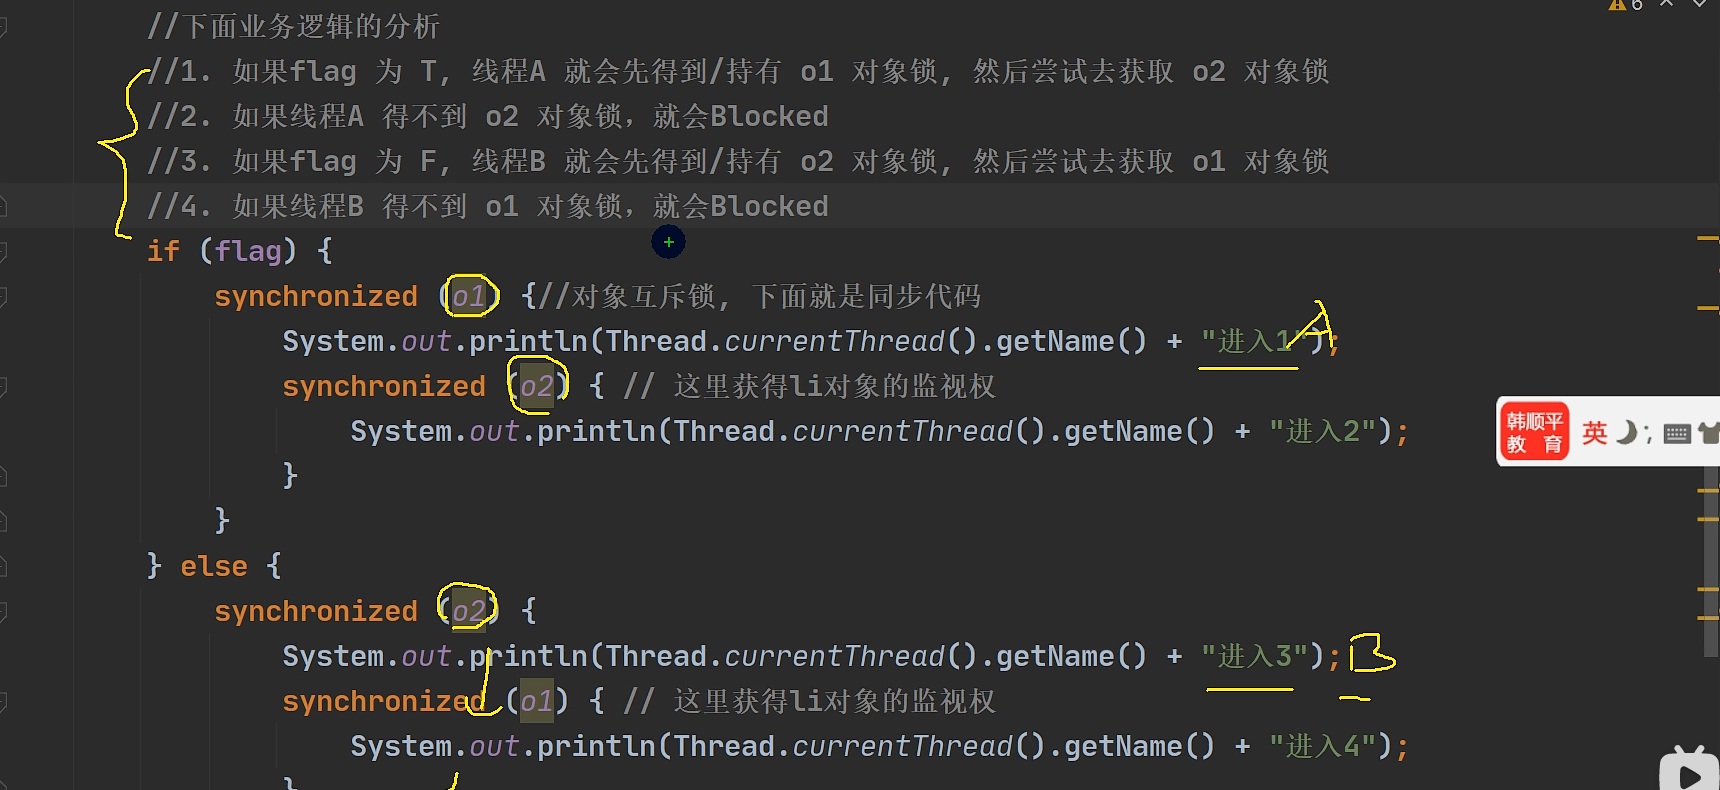 6
//下面业务逻辑的分析
//1. 如果flag 为 T, 线程A 就会先得到/持有 o1 对象锁, 然后尝试去获取 o2 对象锁
//2. 如果线程A 得不到 o2 对象锁，就会Blocked
//3. 如果flag 为 F, 线程B 就会先得到/持有 o2 对象锁, 然后尝试去获取 o1 对象锁
//4. 如果线程B 得不到 o1 对象锁，就会Blocked
if (flag) {
synchronized (o1) {//对象互斥锁, 下面就是同步代码
A
System.out.println(Thread.currentThread().getName() + "进入1");
synchronized (o2) { // 这里获得li对象的监视权
System.out.println(Thread.currentThread().getName() + "进入2");
韩顺平
教 育
英
}
}
} else {
synchronized (o2) {
System.out.println(Thread.currentThread().getName() + "进入3"); B
synchronized (o1) { // 这里获得li对象的监视权
System.out.println(Thread.currentThread().getName() + "进入4");
}